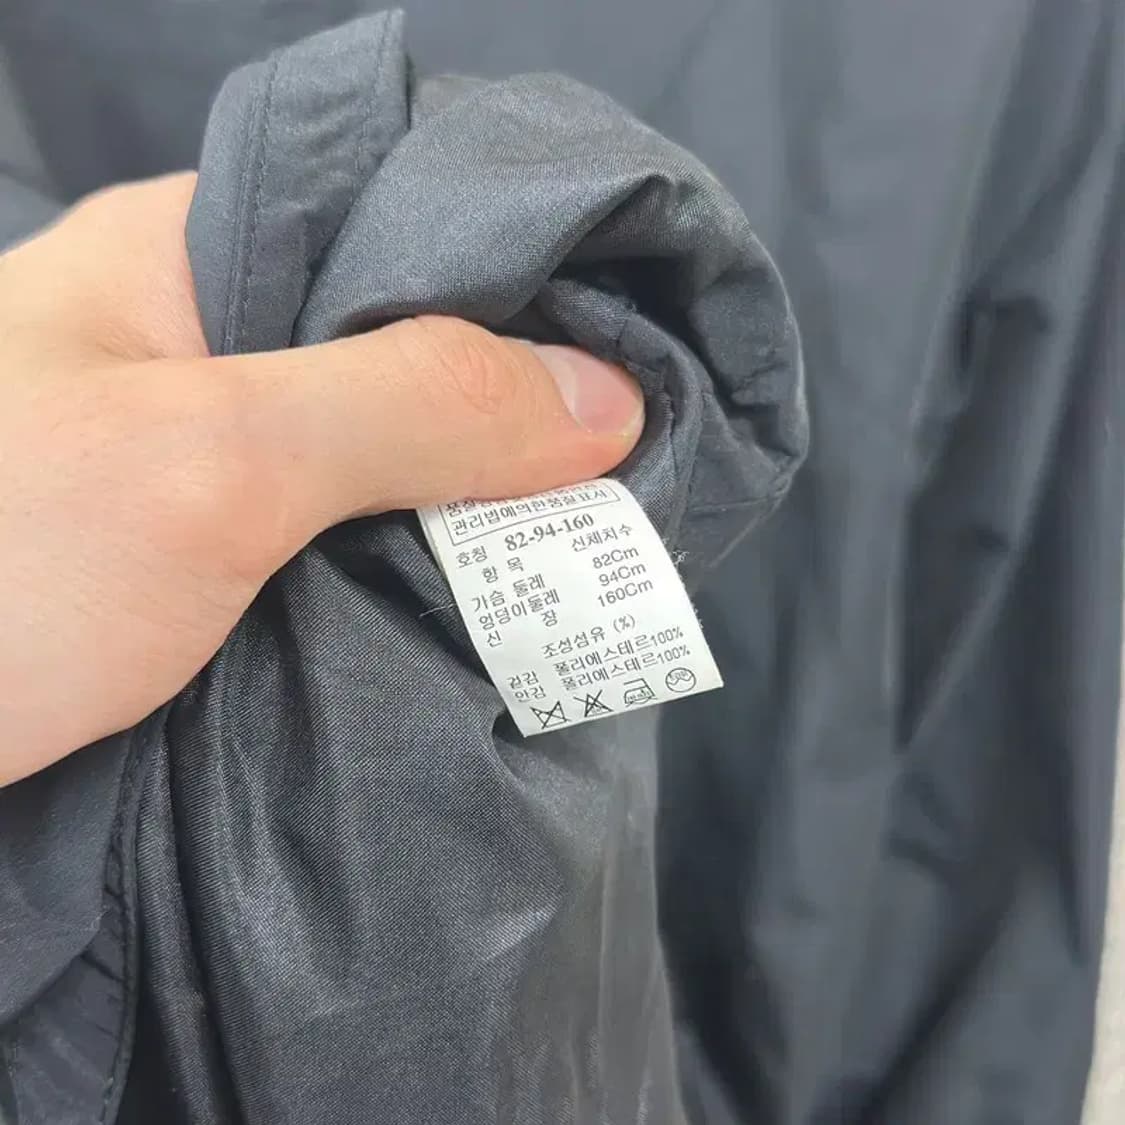 관리법에의한품질표시
호칭 82-94-160
항 목 신체치수
가슴 둘레 82Cm
엉덩이둘레 94Cm
신 장 160Cm
조성섬유 (%)
겉감 폴리에스테르100%
안감 폴리에스테르100%